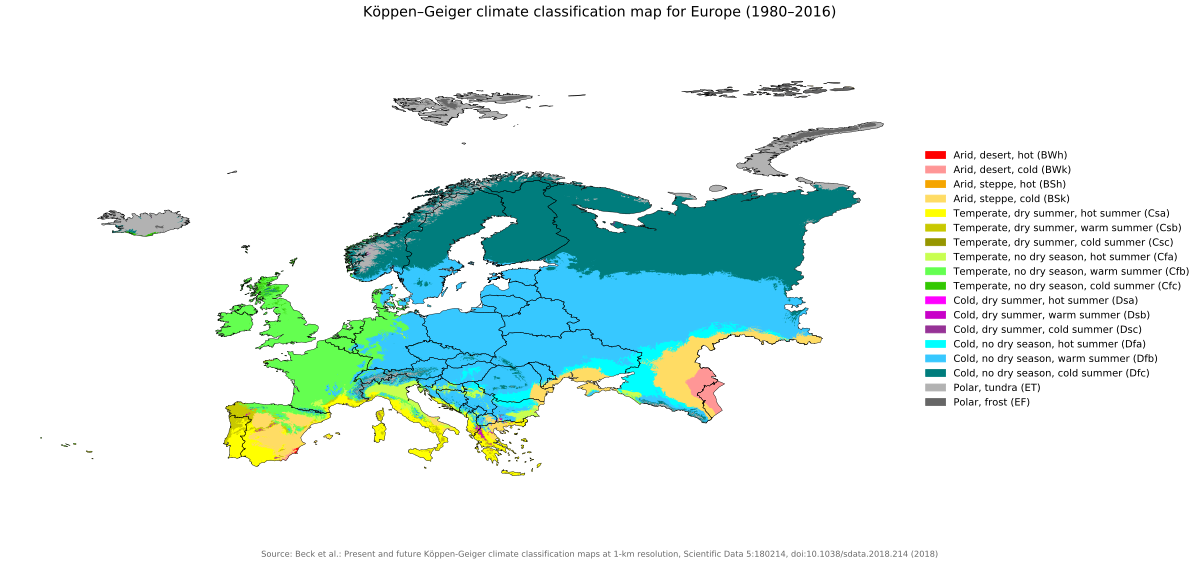 Köppen–Geiger climate classification map for Europe (1980–2016)
Arid, desert, hot (BWh)
Arid, desert, cold (BWk)
Arid, steppe, hot (BSh)
Arid, steppe, cold (BSk)
Temperate, dry summer, hot summer (Csa)
Temperate, dry summer, warm summer (Csb)
Temperate, dry summer, cold summer (Csc)
Temperate, no dry season, hot summer (Cfa)
Temperate, no dry season, warm summer (Cfb)
Temperate, no dry season, cold summer (Cfc)
Cold, dry summer, hot summer (Dsa)
Cold, dry summer, warm summer (Dsb)
Cold, dry summer, cold summer (Dsc)
Cold, no dry season, hot summer (Dfa)
Cold, no dry season, warm summer (Dfb)
Cold, no dry season, cold summer (Dfc)
Polar, tundra (ET)
Polar, frost (EF)
Source: Beck et al.: Present and future Köppen-Geiger climate classification maps at 1-km resolution, Scientific Data 5:180214, doi:10.1038/sdata.2018.214 (2018)